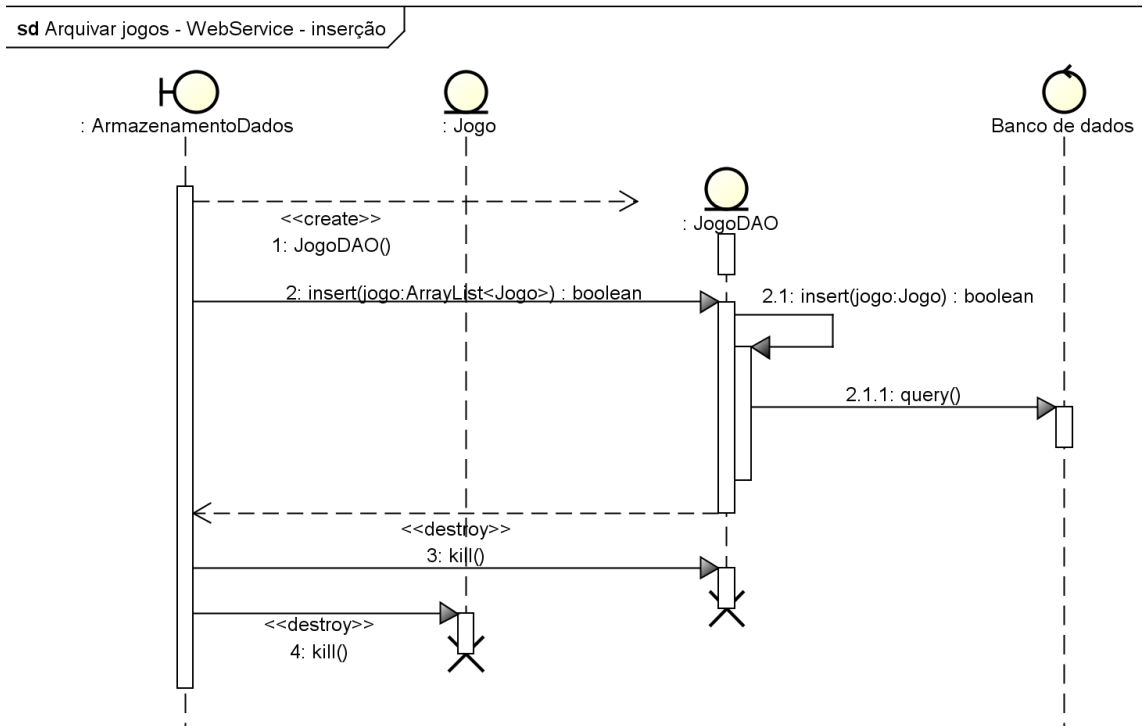 sd Arquivar jogos - WebService - inserção
: ArmazenamentoDados
: Jogo
Banco de dados
: JogoDAO
<<create>>
1: JogoDAO()
2: insert(jogo:ArrayList<Jogo>) : boolean
2.1: insert(jogo:Jogo) : boolean
2.1.1: query()
<<destroy>>
3: kill()
<<destroy>>
4: kill()